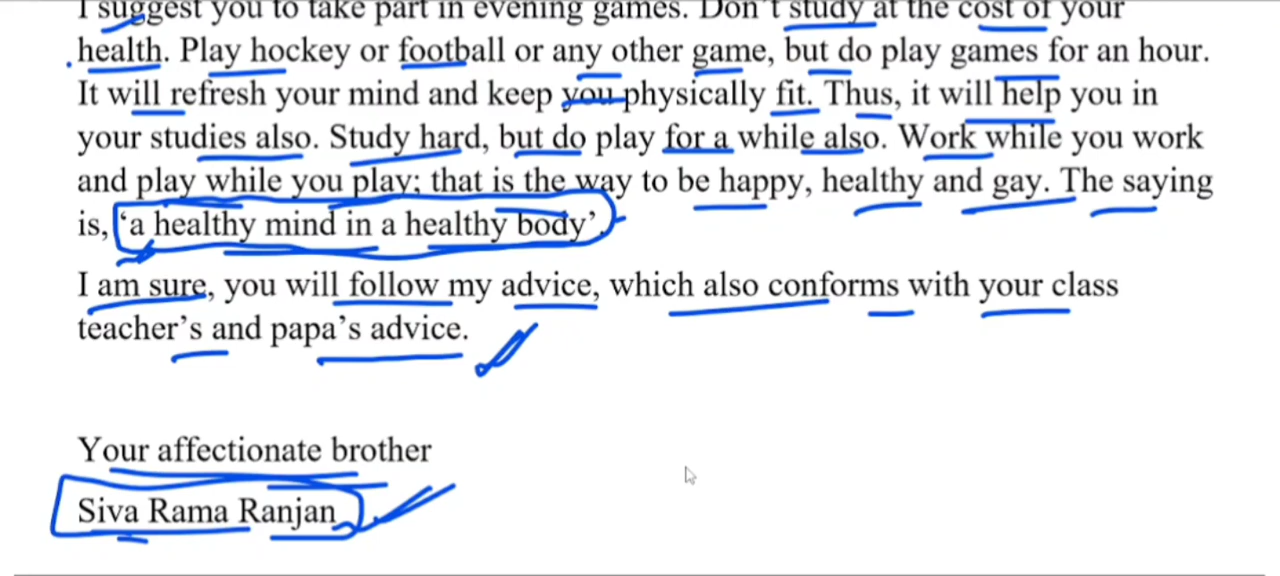 I suggest you to take part in evening games. Don't study at the cost of your
health. Play hockey or football or any other game, but do play games for an hour.
It will refresh your mind and keep you physically fit. Thus, it will help you in
your studies also. Study hard, but do play for a while also. Work while you work
and play while you play; that is the way to be happy, healthy and gay. The saying
is, 'a healthy mind in a healthy body'.
I am sure, you will follow my advice, which also conforms with your class
teacher's and papa's advice.
Your affectionate brother
Siva Rama Ranjan